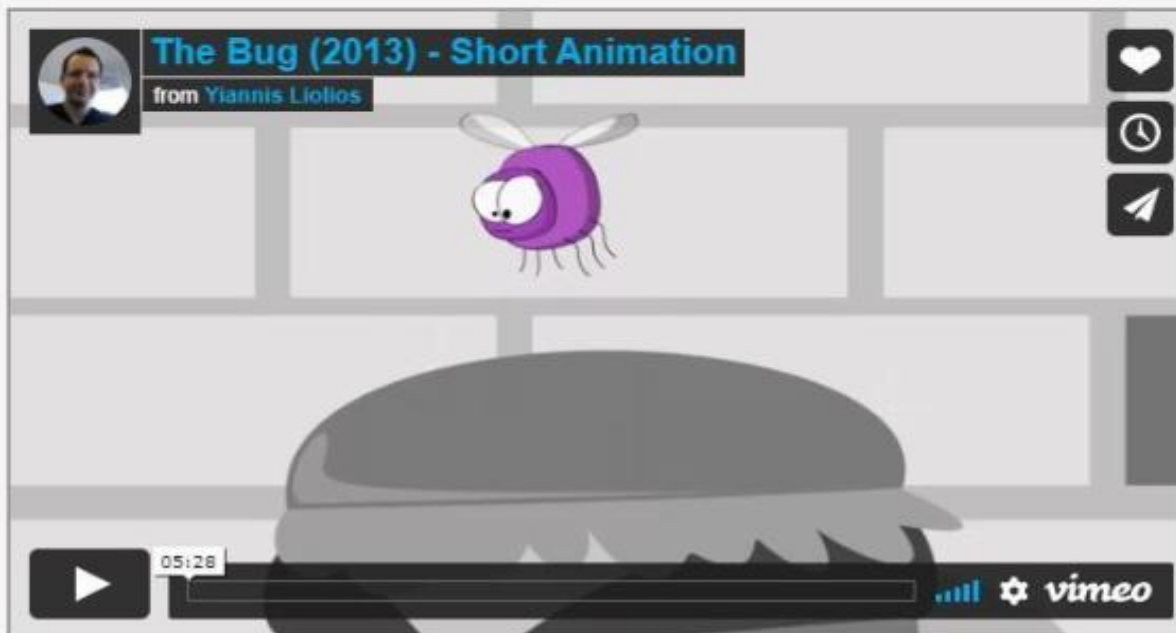 The Bug (2013) - Short Animation
from Yiannis Liolios
05:28
vimeo